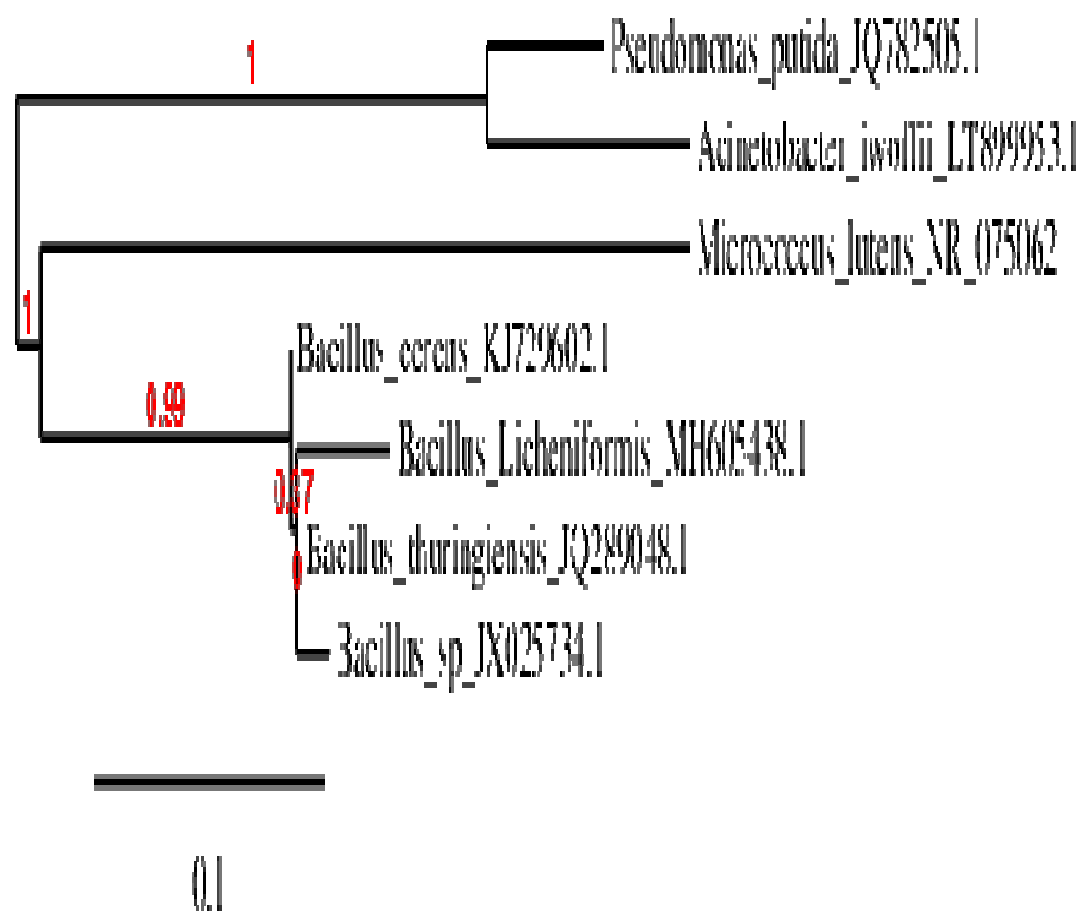 1
Pseudomonas_putida_JQ782505.1
Acinetobacter_iwoffii_LT899953.1
Micrococcus_luteus_NR_075062
1
Bacillus_cereus_KJ729602.1
0.99
Bacillus_Licheniformis_MH605438.1
0.37
Bacillus_thuringiensis_JQ289048.1
0
Bacillus_sp_JX025734.1
0.1